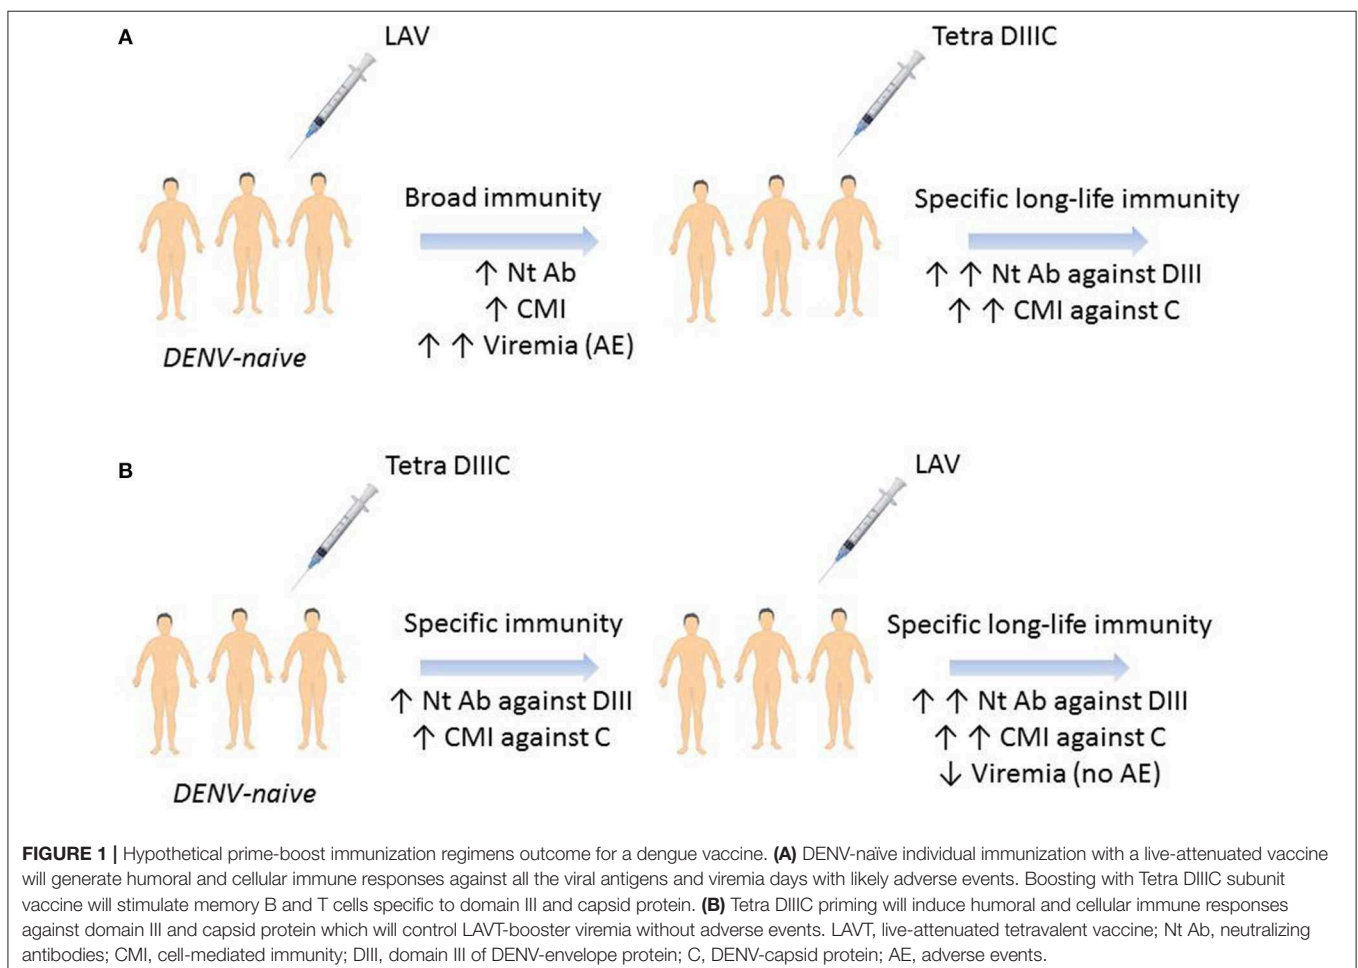 A
LAV
Tetra DIIIC
Broad immunity
↑ Nt Ab
↑ CMI
↑ ↑ Viremia (AE)
Specific long-life immunity
↑ ↑ Nt Ab against DIII
↑ ↑ CMI against C
DENV-naive
B
Tetra DIIIC
LAV
Specific immunity
↑ Nt Ab against DIII
↑ CMI against C
Specific long-life immunity
↑ ↑ Nt Ab against DIII
↑ ↑ CMI against C
↓ Viremia (no AE)
DENV-naive
FIGURE 1 | Hypothetical prime-boost immunization regimens outcome for a dengue vaccine. (A) DENV-naïve individual immunization with a live-attenuated vaccine
will generate humoral and cellular immune responses against all the viral antigens and viremia days with likely adverse events. Boosting with Tetra DIIIC subunit
vaccine will stimulate memory B and T cells specific to domain III and capsid protein. (B) Tetra DIIIC priming will induce humoral and cellular immune responses
against domain III and capsid protein which will control LAVT-booster viremia without adverse events. LAVT, live-attenuated tetravalent vaccine; Nt Ab, neutralizing
antibodies; CMI, cell-mediated immunity; DIII, domain III of DENV-envelope protein; C, DENV-capsid protein; AE, adverse events.